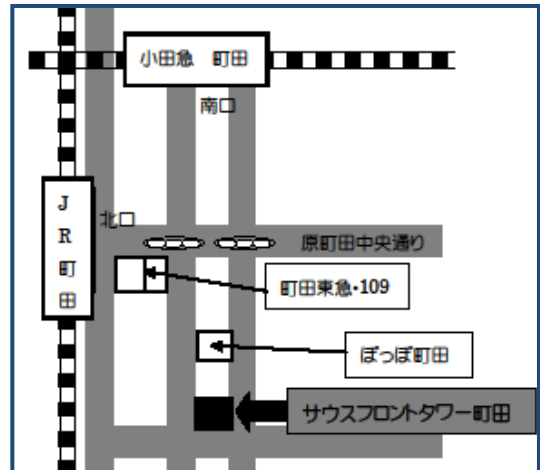 小田急 町田
南口
JR町田
北口
原町田中央通り
町田東急・109
ぽっぽ町田
サウスフロントタワー町田